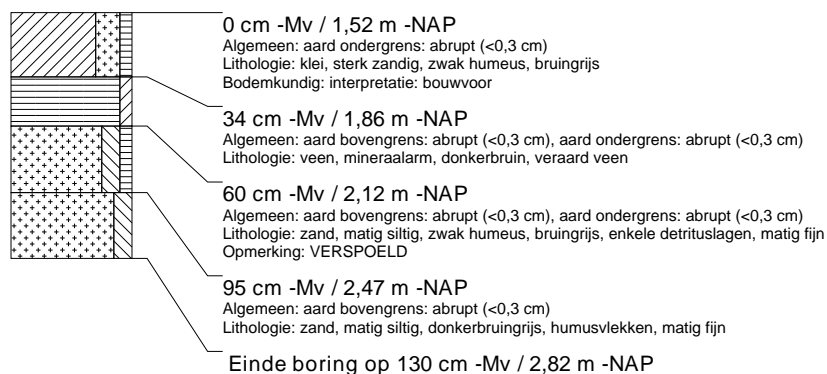 0 cm -Mv / 1,52 m -NAP
Algemeen: aard ondergrens: abrupt (<0,3 cm)
Lithologie: klei, sterk zandig, zwak humeus, bruingrijs
Bodemkundig: interpretatie: bouwvoor
34 cm -Mv / 1,86 m -NAP
Algemeen: aard bovengrens: abrupt (<0,3 cm), aard ondergrens: abrupt (<0,3 cm)
Lithologie: veen, mineraalarm, donkerbruin, veraard veen
60 cm -Mv / 2,12 m -NAP
Algemeen: aard bovengrens: abrupt (<0,3 cm), aard ondergrens: abrupt (<0,3 cm)
Lithologie: zand, matig siltig, zwak humeus, bruingrijs, enkele detrituslagen, matig fijn
Opmerking: VERSPOELD
95 cm -Mv / 2,47 m -NAP
Algemeen: aard bovengrens: abrupt (<0,3 cm)
Lithologie: zand, matig siltig, donkerbruingrijs, humusvlekken, matig fijn
Einde boring op 130 cm -Mv / 2,82 m -NAP